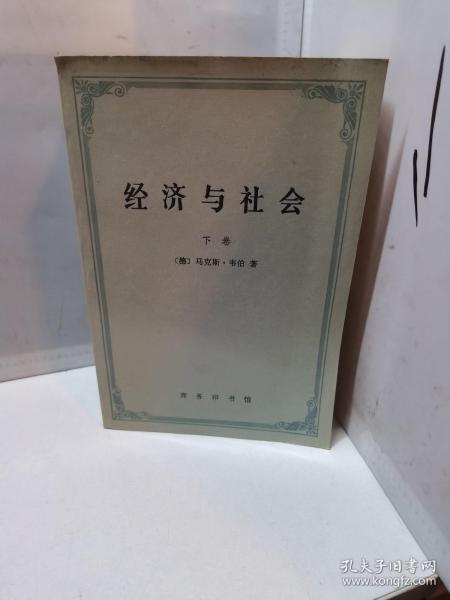 经济与社会
下卷
〔德〕马克斯·韦伯 著
商务印书馆
孔夫子旧书网
www.kongfz.com